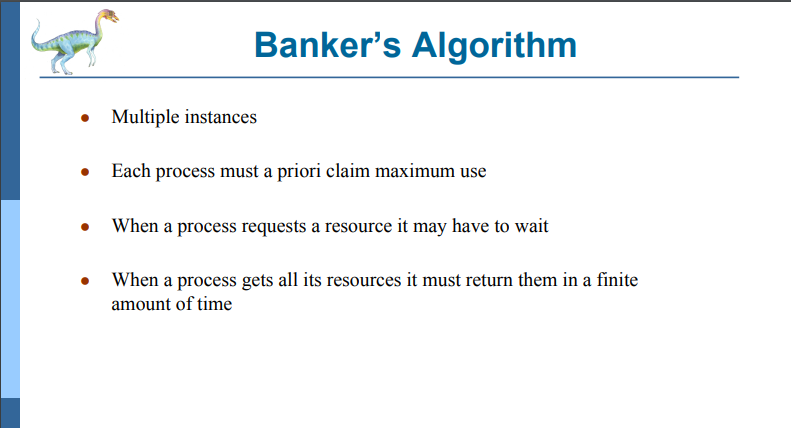 Banker’s Algorithm
Multiple instances
Each process must a priori claim maximum use
When a process requests a resource it may have to wait
When a process gets all its resources it must return them in a finite
amount of time